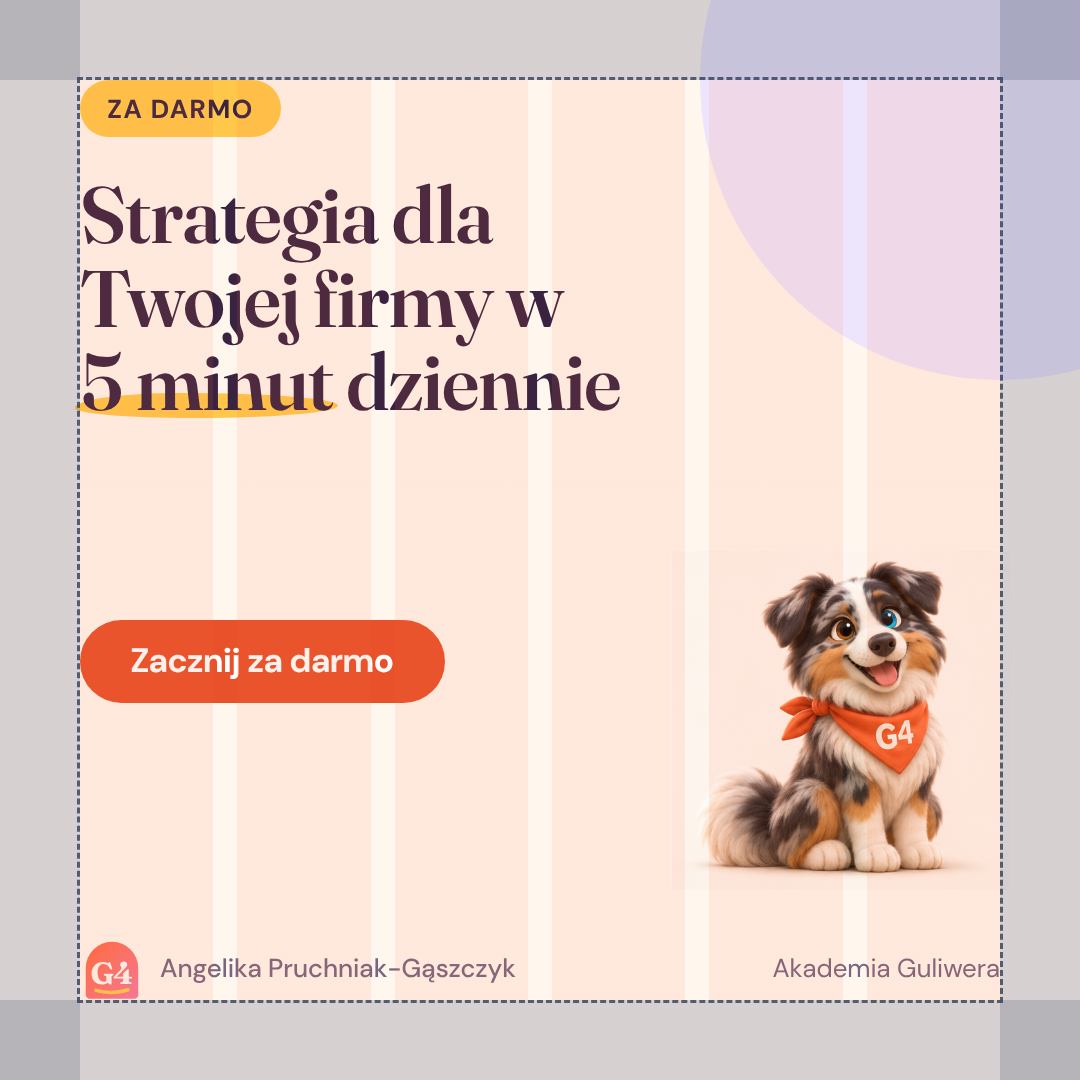 ZA DARMO
Strategia dla
Twojej firmy w
5 minut dziennie
Zacznij za darmo
G4
G4
Angelika Pruchniak-Gąszczyk
Akademia Guliwera